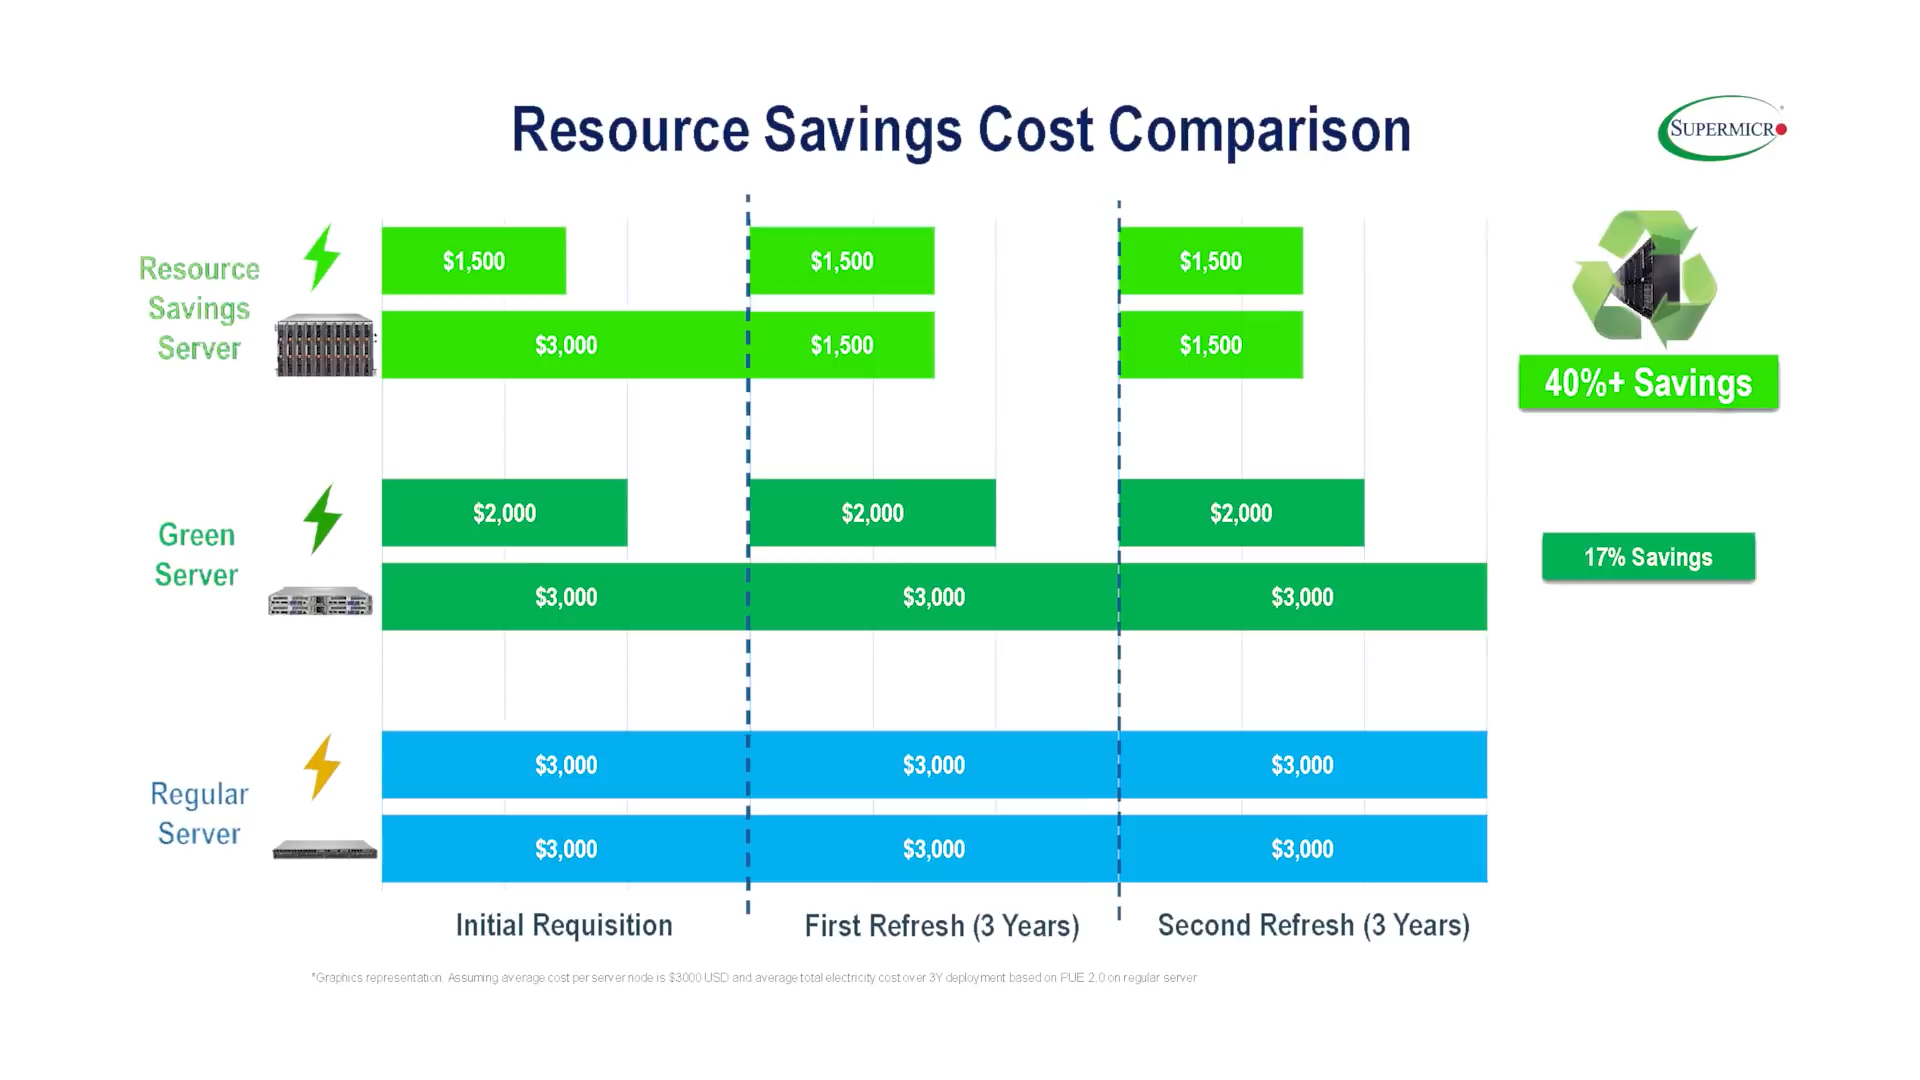 Resource Savings Cost Comparison
SUPERMICRO
Resource
Savings
Server
$1,500
$1,500
$1,500
$3,000
$1,500
$1,500
40%+ Savings
Green
Server
$2,000
$2,000
$2,000
$3,000
$3,000
$3,000
17% Savings
Regular
Server
$3,000
$3,000
$3,000
$3,000
$3,000
$3,000
Initial Requisition
First Refresh (3 Years)
Second Refresh (3 Years)
*Graphics representation. Assuming average cost per server node is $3000 USD and average total electricity cost over 3Y deployment based on PUE 2.0 on regular server